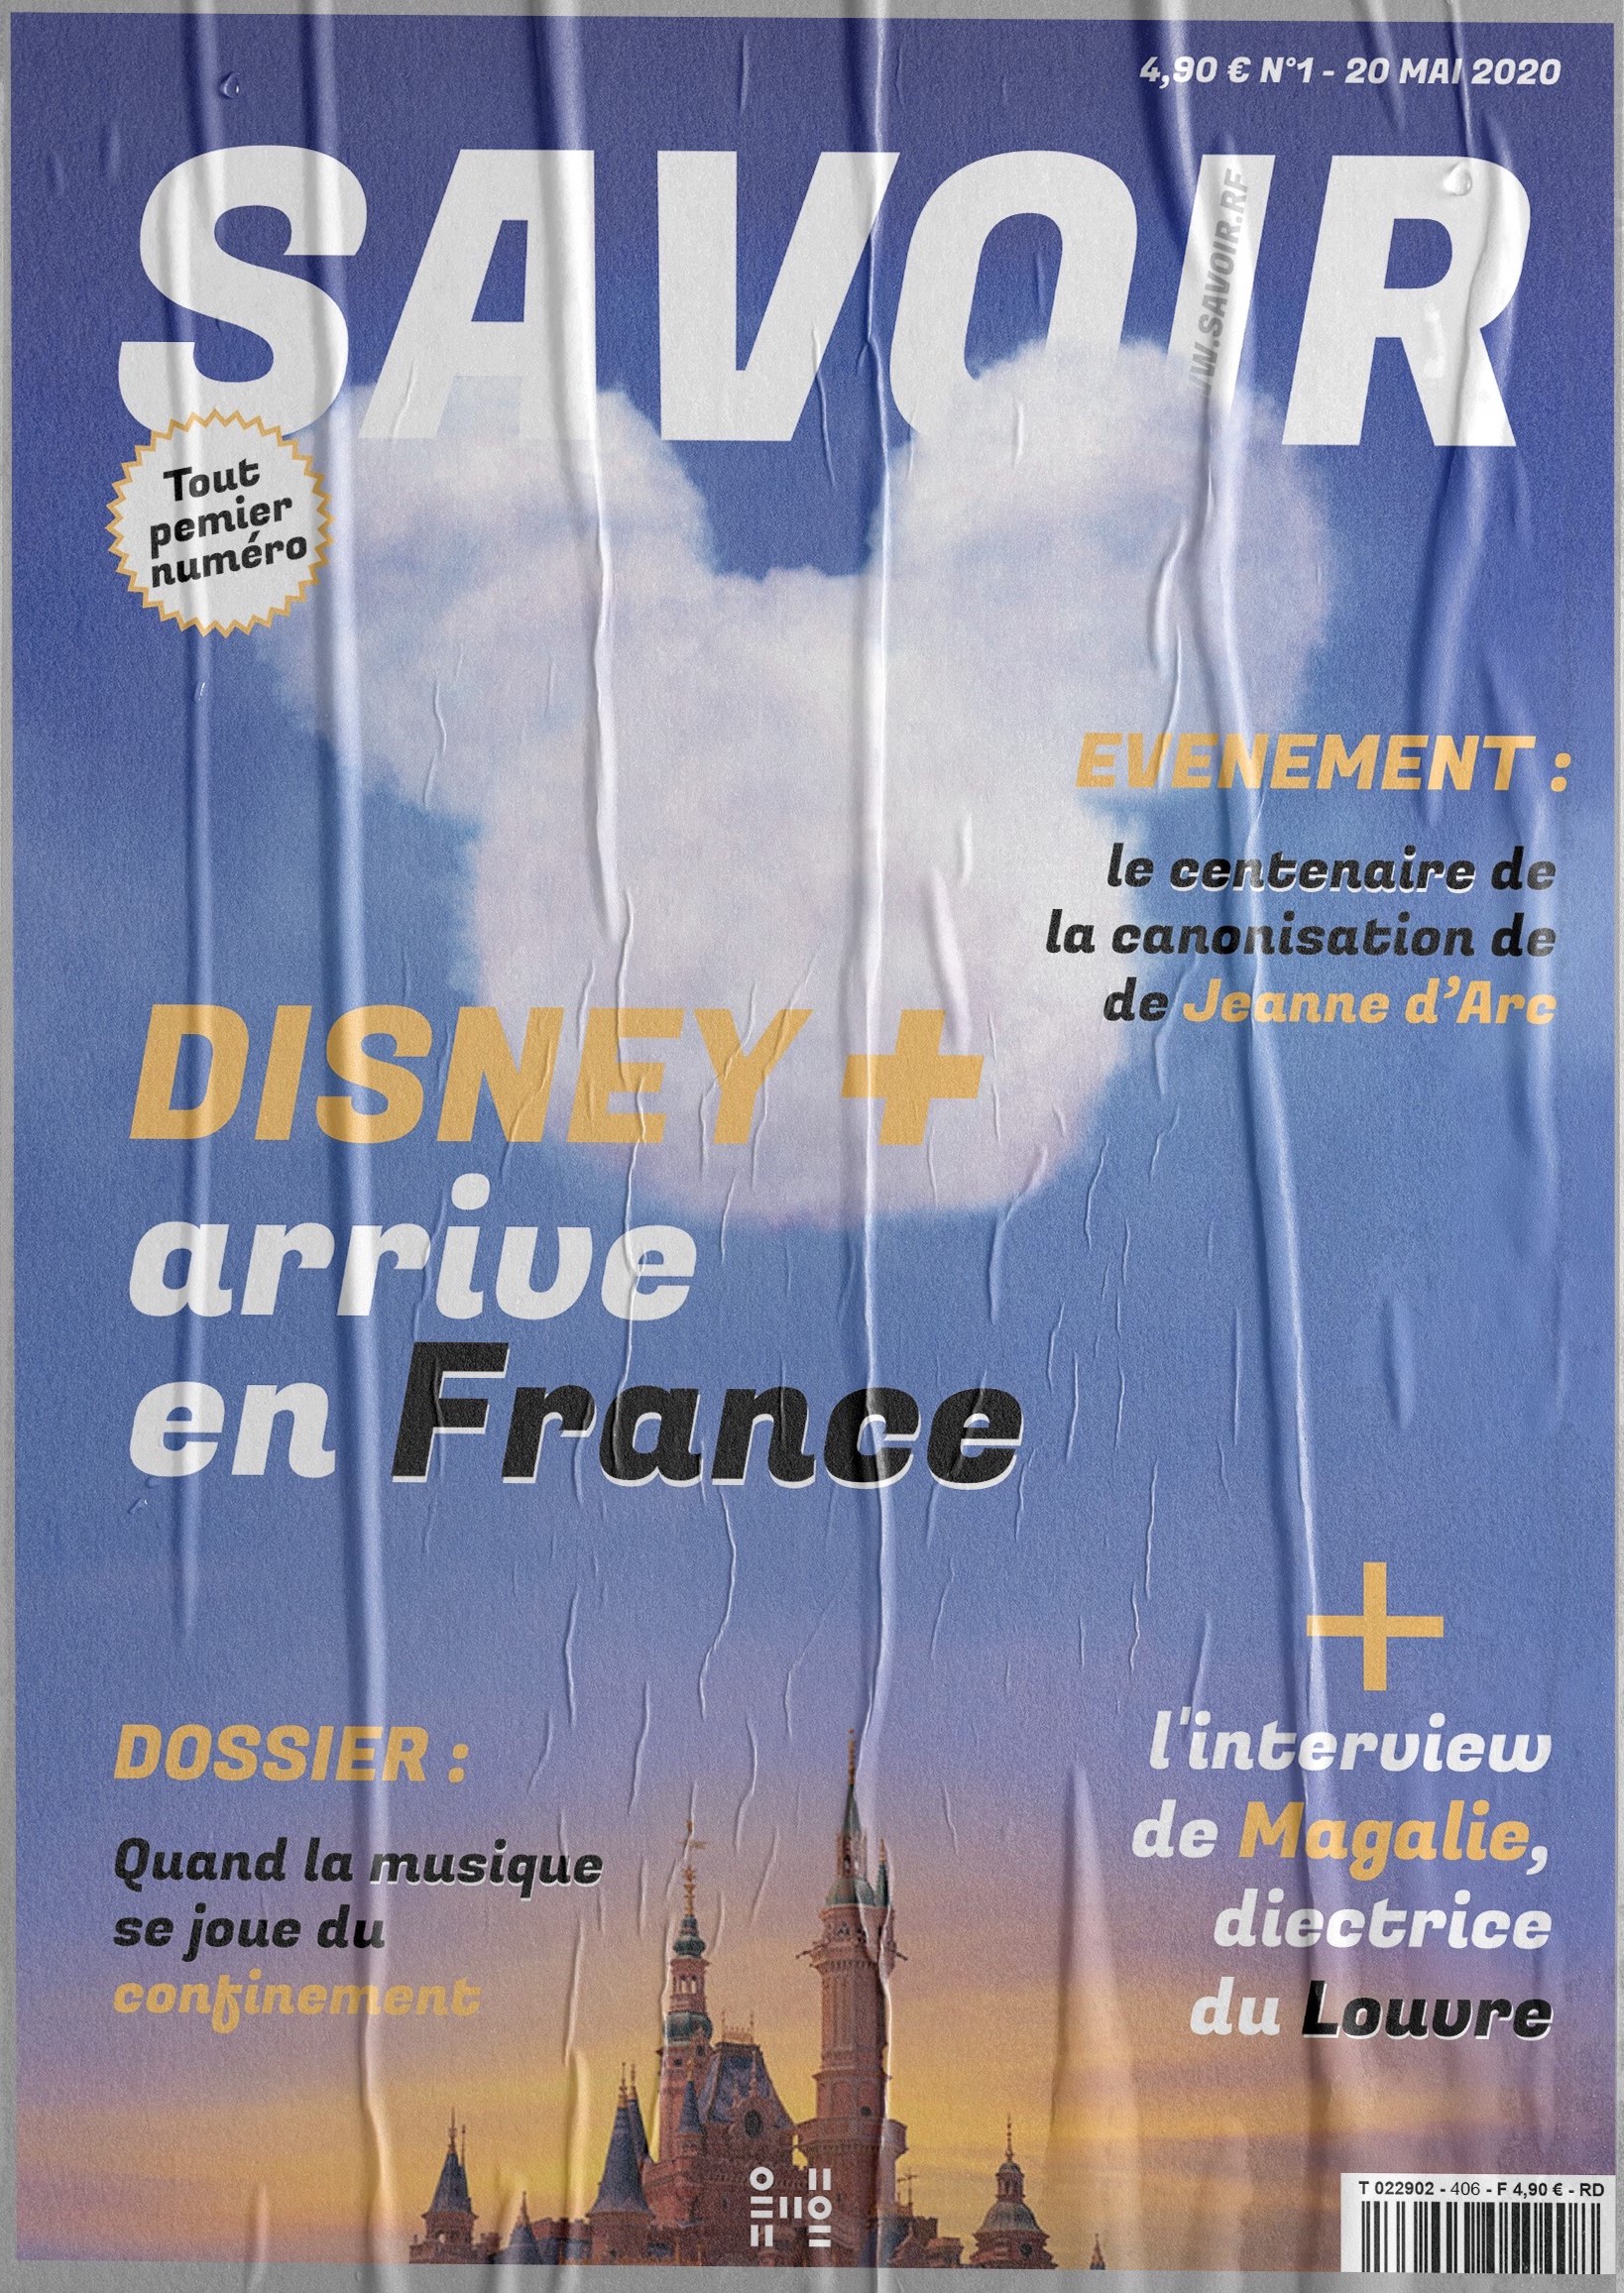 4,90 € N°1 - 20 MAI 2020
SAVOIR
W.SAVOIR.RF
Tout
pemier
numéro
EVENEMENT :
le centenaire de
la canonisation de
de Jeanne d’Arc
DISNEY +
arrive
en France
+
l'interview
de Magalie,
diectrice
du Louvre
DOSSIER :
Quand la musique
se joue du
confinement
T 022902 - 406 - F 4,90 € - RD